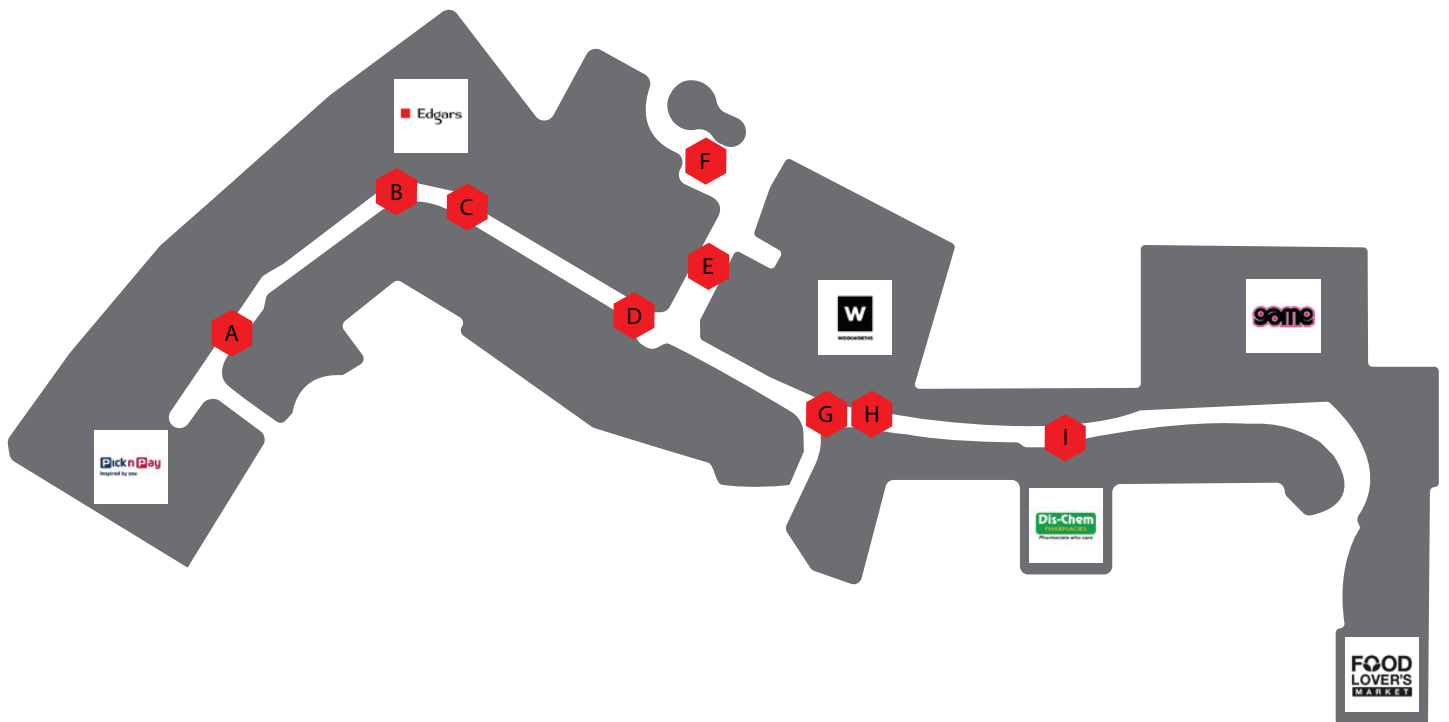 Edgars
F
B
C
E
W
WOOLWORTHS
game
D
A
G
H
I
Pick n Pay
Inspired by you
Dis-Chem
PHARMACIES
Pharmacists who care
FOOD
LOVER'S
MARKET